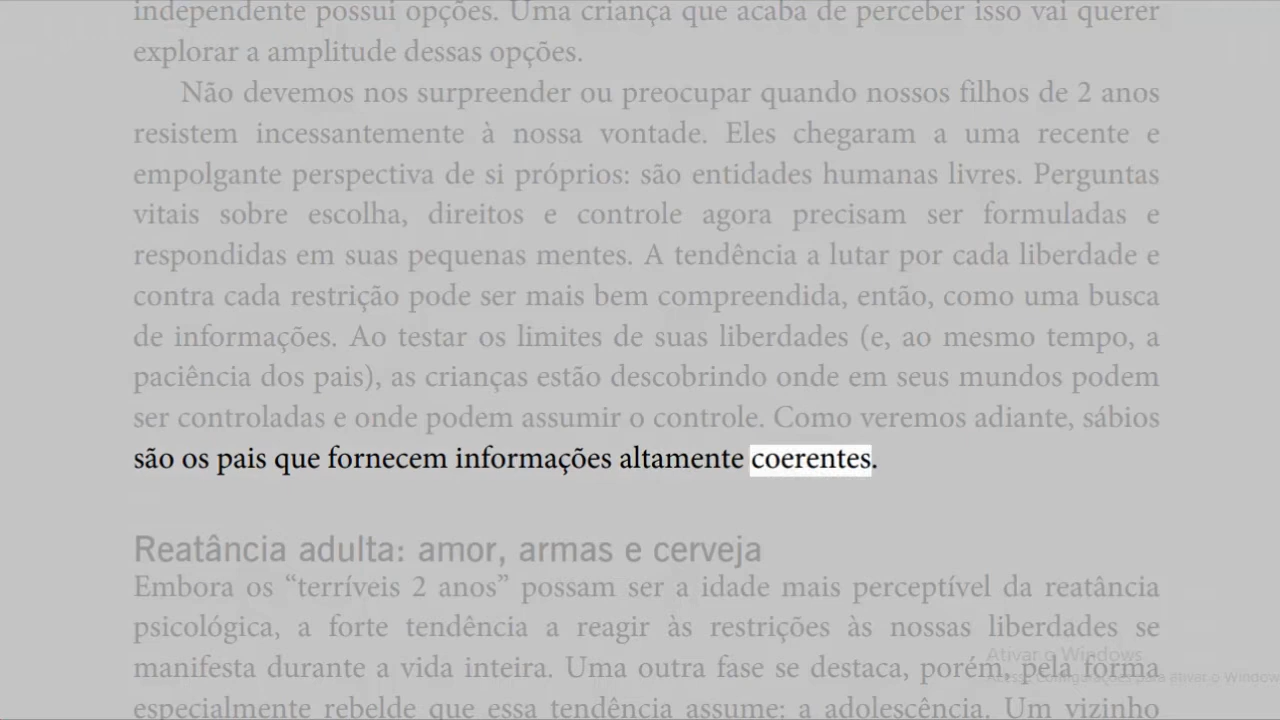 independente possui opções. Uma criança que acaba de perceber isso vai querer
explorar a amplitude dessas opções.
Não devemos nos surpreender ou preocupar quando nossos filhos de 2 anos
resistem incessantemente à nossa vontade. Eles chegaram a uma recente e
empolgante perspectiva de si próprios: são entidades humanas livres. Perguntas
vitais sobre escolha, direitos e controle agora precisam ser formuladas e
respondidas em suas pequenas mentes. A tendência a lutar por cada liberdade e
contra cada restrição pode ser mais bem compreendida, então, como uma busca
de informações. Ao testar os limites de suas liberdades (e, ao mesmo tempo, a
paciência dos pais), as crianças estão descobrindo onde em seus mundos podem
ser controladas e onde podem assumir o controle. Como veremos adiante, sábios
são os pais que fornecem informações altamente coerentes.
Reatância adulta: amor, armas e cerveja
Embora os “terríveis 2 anos” possam ser a idade mais perceptível da reatância
psicológica, a forte tendência a reagir às restrições às nossas liberdades se
manifesta durante a vida inteira. Uma outra fase se destaca, porém, pela forma
especialmente rebelde que essa tendência assume: a adolescência. Um vizinho
Ativar o Windows
Acesse Configurações para ativar o Windows